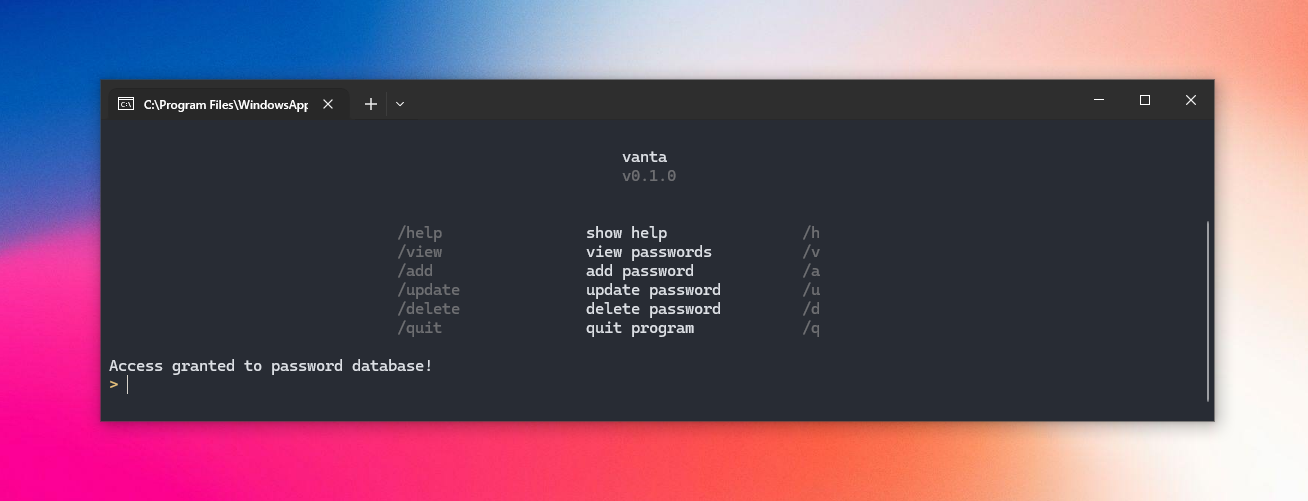 C:\Program Files\WindowsApp
vanta
v0.1.0
/help show help /h
/view view passwords /v
/add add password /a
/update update password /u
/delete delete password /d
/quit quit program /q
Access granted to password database!
>